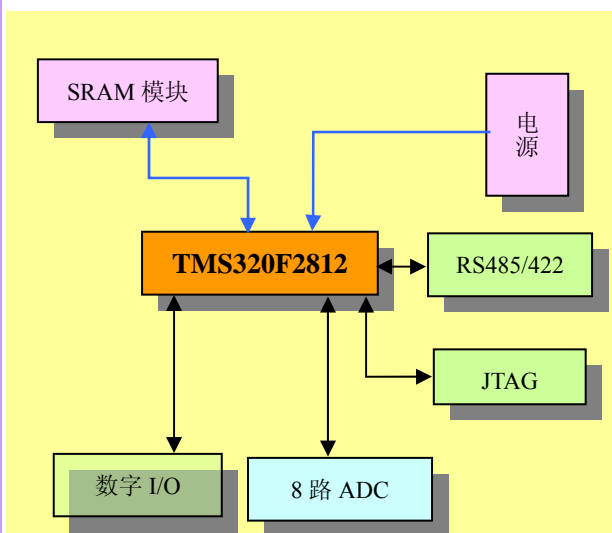 SRAM 模块
电
源
TMS320F2812
RS485/422
JTAG
数字 I/O
8 路 ADC